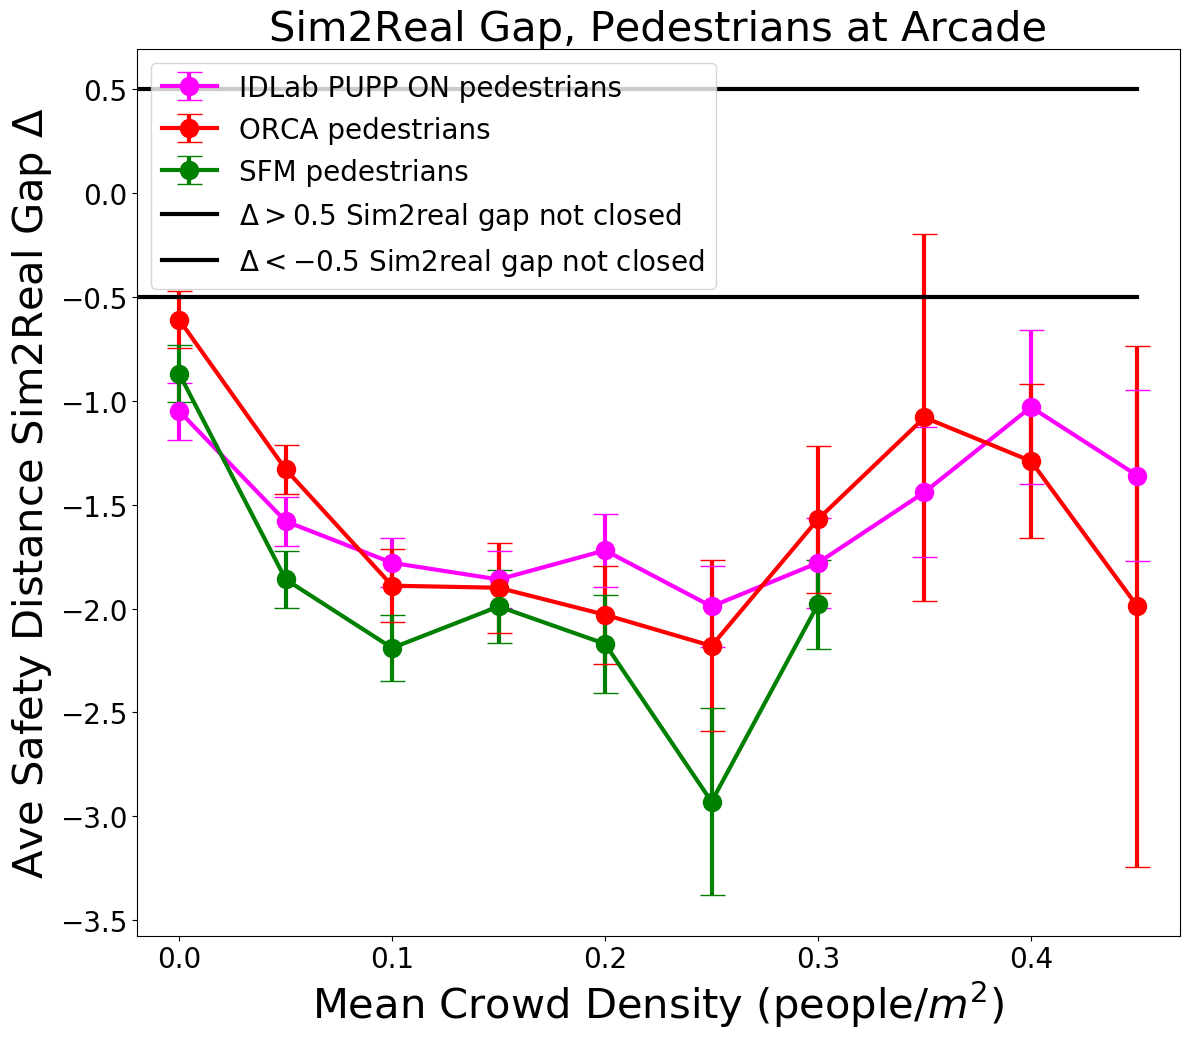 Sim2Real Gap, Pedestrians at Arcade
Ave Safety Distance Sim2Real Gap Δ
0.5
0.0
−0.5
−1.0
−1.5
−2.0
−2.5
−3.0
−3.5
IDLab PUPP ON pedestrians
ORCA pedestrians
SFM pedestrians
Δ > 0.5 Sim2real gap not closed
Δ < −0.5 Sim2real gap not closed
0.0 0.1 0.2 0.3 0.4
Mean Crowd Density (people/m²)